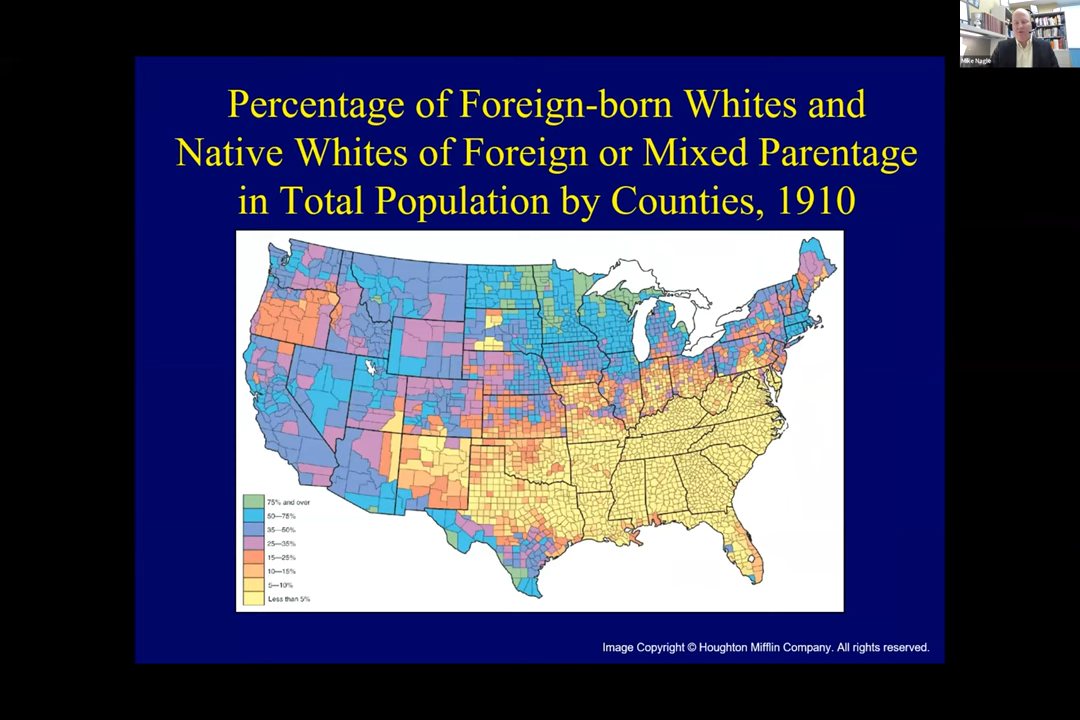 Mike Nagle
Percentage of Foreign-born Whites and
Native Whites of Foreign or Mixed Parentage
in Total Population by Counties, 1910
75% and over
50—75%
35—50%
25—35%
15—25%
10—15%
5—10%
Less than 5%
Image Copyright © Houghton Mifflin Company. All rights reserved.